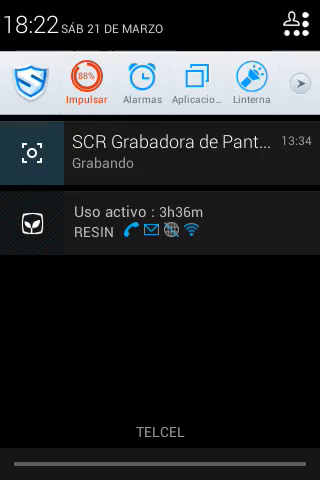 18:22 SÁB 21 DE MARZO
88%
Impulsar Alarmas Aplicacio... Linterna
SCR Grabadora de Pant... 13:34
Grabando
Uso activo : 3h36m
RESIN
TELCEL